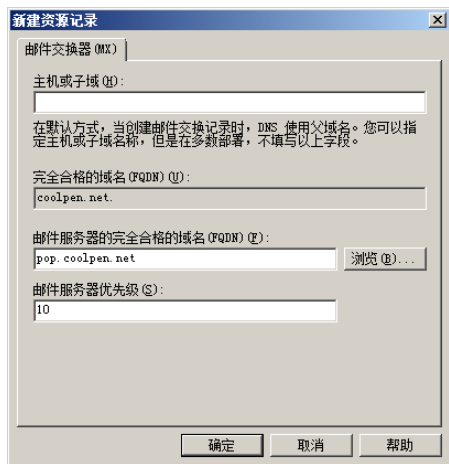 新建资源记录
邮件交换器(MX)
主机或子域(H):
在默认方式，当创建邮件交换记录时，DNS 使用父域名。您可以指
定主机或子域名称，但是在多数部署，不填写以上字段。
完全合格的域名(FQDN)(U):
coolpen.net.
邮件服务器的完全合格的域名(FQDN)(F):
pop.coolpen.net
浏览(B)...
邮件服务器优先级(S):
10
确定
取消
帮助